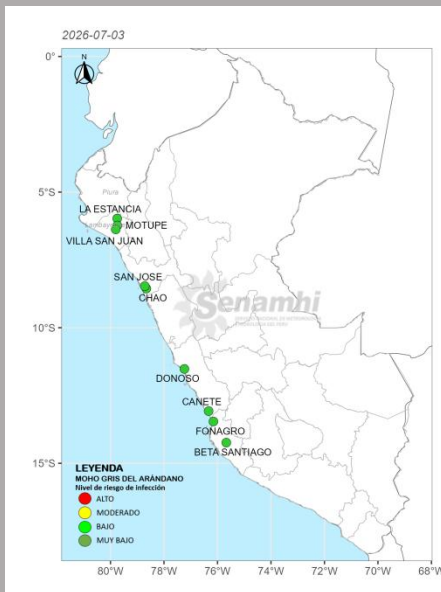 2026-07-03
N
0°
5°S
10°S
15°S
Piura
LA ESTANCIA
MOTUPE
VILLA SAN JUAN
SAN JOSE
CHAO
Senamhi
DONOSO
CANETE
FONAGRO
BETA SANTIAGO
LEYENDA
MOHO GRIS DEL ARÁNDANO
Nivel de riesgo de infección
ALTO
MODERADO
BAJO
MUY BAJO
80°W 78°W 76°W 74°W 72°W 70°W 68°W